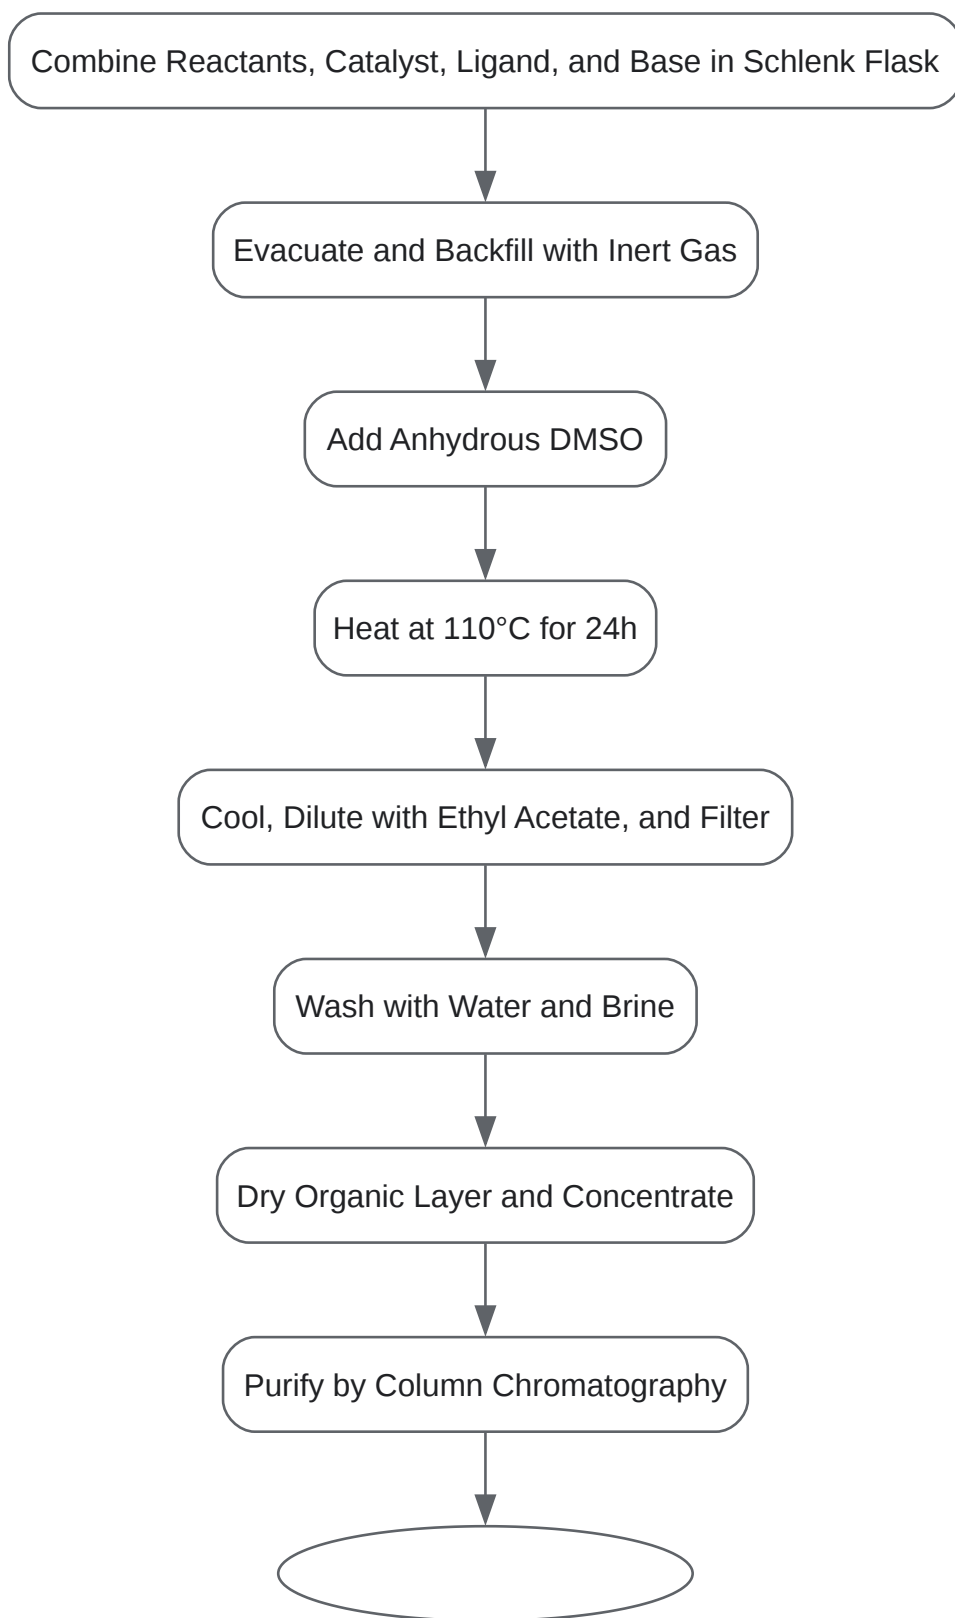 Combine Reactants, Catalyst, Ligand, and Base in Schlenk Flask
Evacuate and Backfill with Inert Gas
Add Anhydrous DMSO
Heat at 110°C for 24h
Cool, Dilute with Ethyl Acetate, and Filter
Wash with Water and Brine
Dry Organic Layer and Concentrate
Purify by Column Chromatography